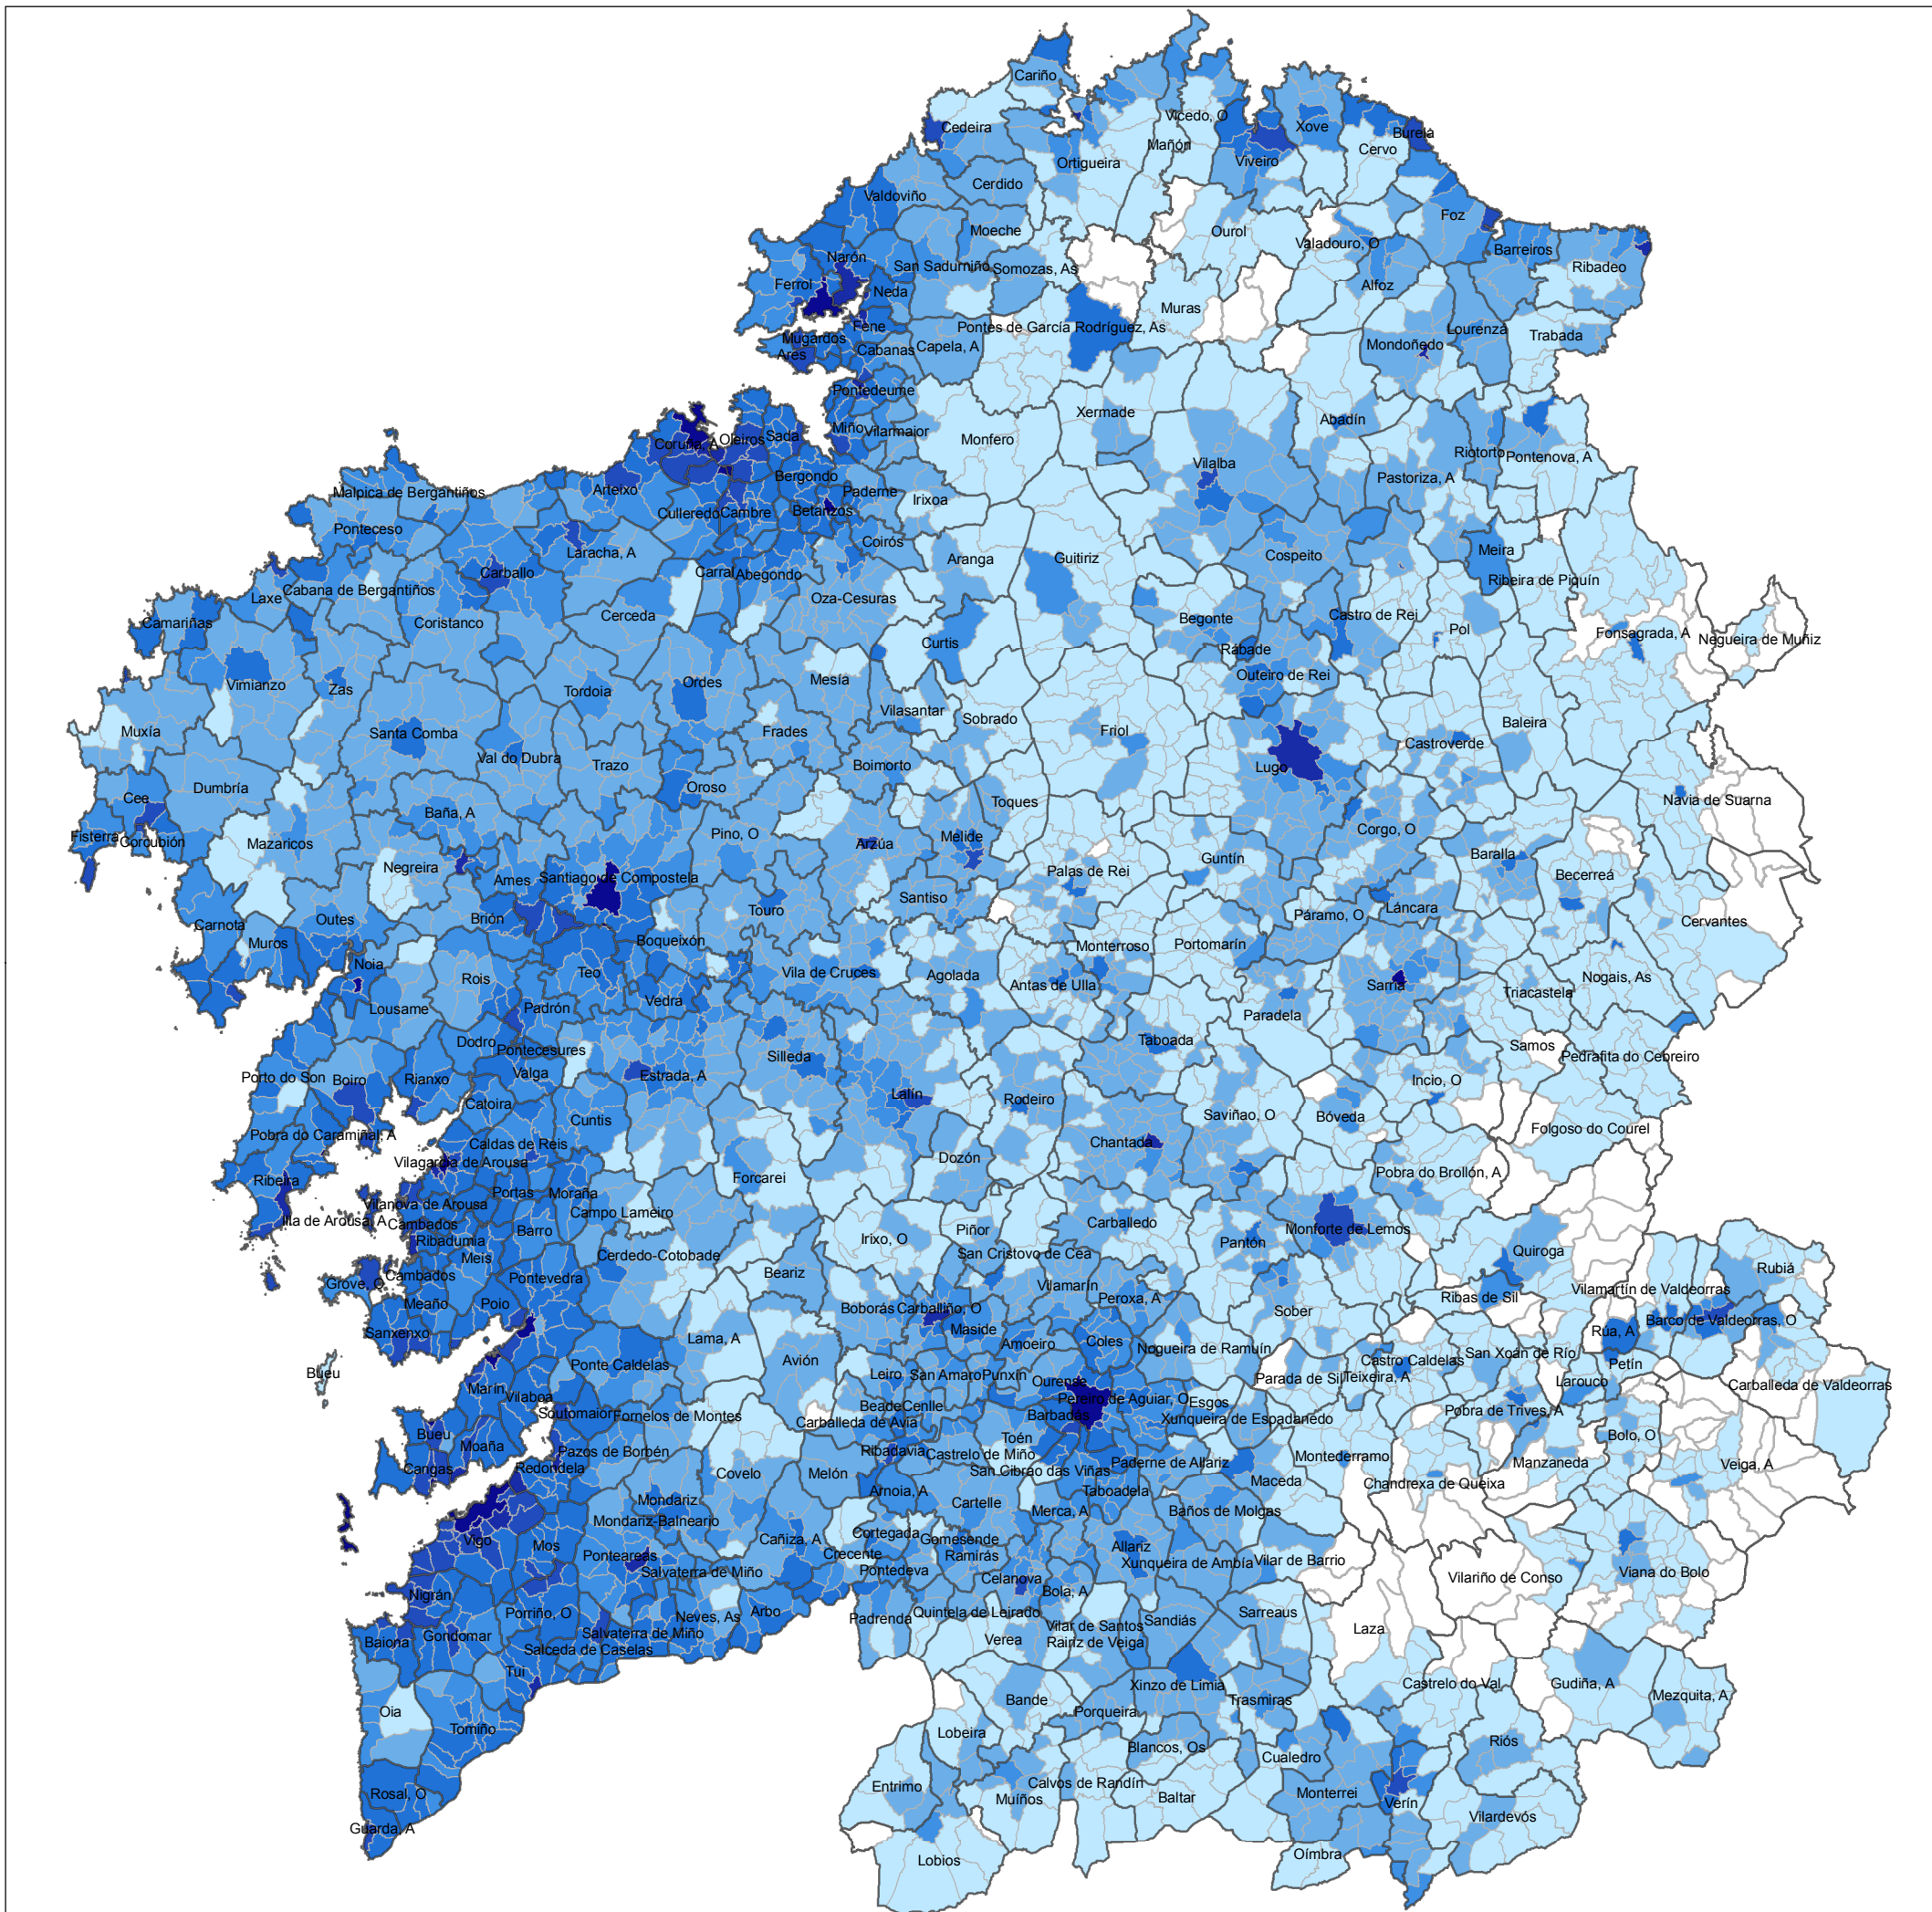 Cariño
Vicedo, O
Cedeira
Xove
Burela
Mañón
Cervo
Ortigueira
Viveiro
Cerdido
Valdoviño
Foz
Moeche
Ourol
Valadouro, O
Barreiros
Narón
San Sadurniño
Somozas, As
Ribadeo
Ferrol
Neda
Alfoz
Muras
Fene
Pontes de García Rodríguez, As
Lourenzá
Trabada
Mugardos
Mondoñedo
Ares
Cabanas
Capela, A
Pontedeume
Xermade
Abadín
Miño
Vilarmaior
Monfero
Coruña, A
Oleiros
Sada
Riotorto
Pontenova, A
Vilalba
Bergondo
Pastoriza, A
Malpica de Bergantiños
Arteixo
Paderne
Irixoa
Culleredo
Cambre
Betanzos
Ponteceso
Coirós
Laracha, A
Cospeito
Meira
Aranga
Guitiriz
Carballo
Carral
Abegondo
Ribeira de Piquín
Cabana de Bergantiños
Laxe
Oza-Cesuras
Cerceda
Begonte
Castro de Rei
Camariñas
Coristanco
Pol
Fonsagrada, A
Negueira de Muñiz
Curtis
Rábade
Outeiro de Rei
Mesía
Vimianzo
Zas
Ordes
Tordoia
Vilasantar
Sobrado
Baleira
Muxía
Santa Comba
Frades
Friol
Castroverde
Val do Dubra
Trazo
Boimorto
Lugo
Dumbría
Oroso
Cee
Toques
Navia de Suarna
Baña, A
Pino, O
Corgo, O
Fisterra
Corcubión
Mazaricos
Arzúa
Melide
Baralla
Guntín
Negreira
Palas de Rei
Becerreá
Ames
Santiago de Compostela
Santiso
Touro
Láncara
Carnota
Outes
Brión
Páramo, O
Cervantes
Muros
Boqueixón
Monterroso
Portomarín
Noia
Rois
Teo
Vila de Cruces
Agolada
Nogais, As
Antas de Ulla
Sarria
Triacastela
Lousame
Padrón
Vedra
Paradela
Dodro
Taboada
Samos
Pontecesures
Silleda
Pedrafita do Cebreiro
Porto do Son
Boiro
Rianxo
Valga
Estrada, A
Incio, O
Lalín
Rodeiro
Catoira
Saviñao, O
Bóveda
Cuntis
Folgoso do Courel
Pobra do Caramiñal, A
Caldas de Reis
Chantada
Vilagarcía de Arousa
Dozón
Pobra do Brollón, A
Ribeira
Forcarei
Portas
Moraña
Vilanova de Arousa
Campo Lameiro
Illa de Arousa, A
Cambados
Barro
Piñor
Carballedo
Monforte de Lemos
Ribadumia
Irixo, O
Pantón
Meis
Cerdedo-Cotobade
San Cristovo de Cea
Quiroga
Grove, O
Cambados
Pontevedra
Beariz
Vilamarín
Rubiá
Meaño
Poio
Peroxa, A
Vilamartín de Valdeorras
Boborás
Carballiño, O
Sober
Ribas de Sil
Sanxenxo
Lama, A
Maside
Amoeiro
Coles
Rúa, A
Barco de Valdeorras, O
Nogueira de Ramuín
San Xoán de Río
Bueu
Ponte Caldelas
Avión
Castro Caldelas
Petín
Leiro
San Amaro
Punxín
Ourense
Parada de Sil
Teixeira, A
Larouco
Carballeda de Valdeorras
Marín
Vilaboa
Pereiro de Aguiar, O
Esgos
Soutomaior
Fornelos de Montes
Beade
Cenlle
Barbadás
Xunqueira de Espadanedo
Pobra de Trives, A
Carballeda de Avia
Bueu
Toén
Bolo, O
Moaña
Pazos de Borbén
Ribadavia
Castrelo de Miño
Montederramo
Cangas
Redondela
Covelo
Melón
San Cibrao das Viñas
Paderne de Allariz
Manzaneda
Veiga, A
Maceda
Chandrexa de Queixa
Mondariz
Arnoia, A
Cartelle
Taboadela
Merca, A
Baños de Molgas
Mondariz-Balneario
Vigo
Mos
Cañiza, A
Cortegada
Gomesende
Allariz
Ponteareas
Crecente
Ramirás
Xunqueira de Ambía
Vilar de Barrio
Salvaterra de Miño
Pontedeva
Viana do Bolo
Nigrán
Celanova
Bola, A
Vilariño de Conso
Porriño, O
Neves, As
Arbo
Padrenda
Quintela de Leirado
Sandiás
Sarreaus
Baiona
Gondomar
Salvaterra de Miño
Vilar de Santos
Laza
Salceda de Caselas
Verea
Rairiz de Veiga
Tui
Xinzo de Limia
Castrelo do Val
Gudiña, A
Oia
Bande
Trasmiras
Mezquita, A
Porqueira
Tomiño
Lobeira
Blancos, Os
Cualedro
Riós
Entrimo
Calvos de Randín
Rosal, O
Muíños
Baltar
Monterrei
Verín
Vilardevós
Guarda, A
Lobios
Oímbra